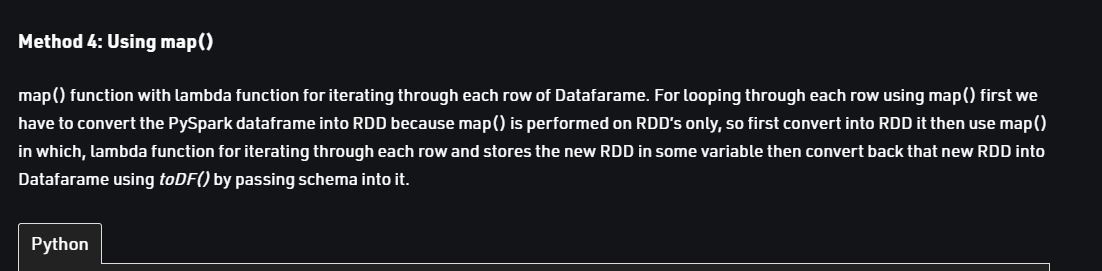 Method 4: Using map()
map() function with lambda function for iterating through each row of Datafarame. For looping through each row using map() first we
have to convert the PySpark dataframe into RDD because map() is performed on RDD's only, so first convert into RDD it then use map()
in which, lambda function for iterating through each row and stores the new RDD in some variable then convert back that new RDD into
Datafarame using toDF() by passing schema into it.
Python